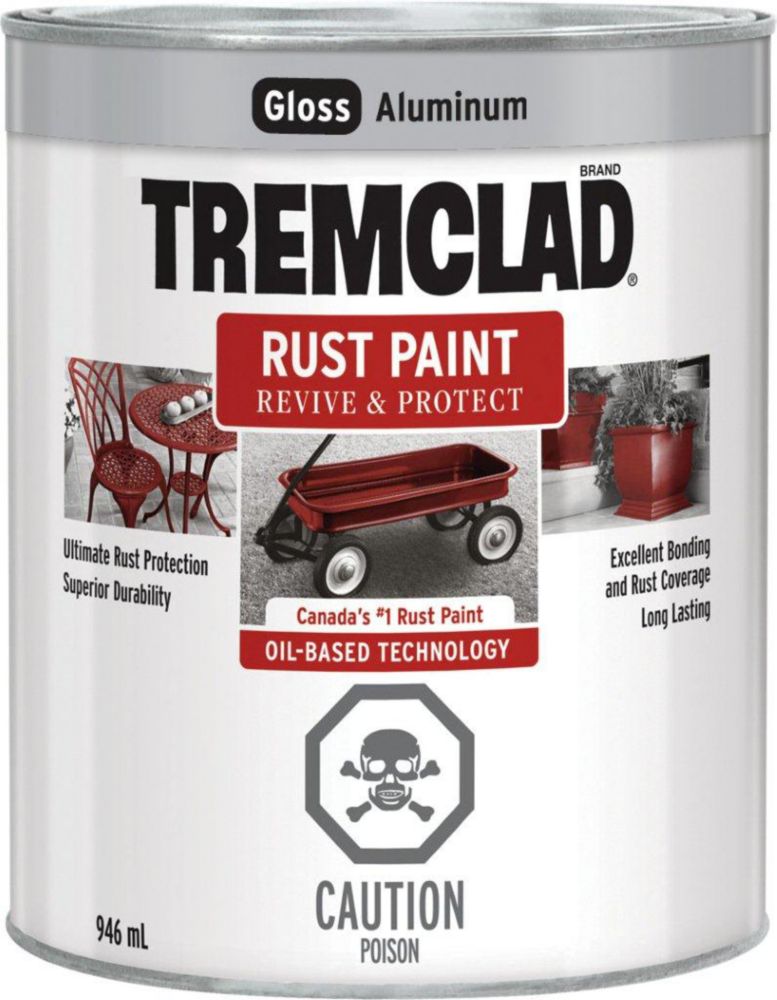 Gloss Aluminum
BRAND
TREMCLAD®
RUST PAINT
REVIVE & PROTECT
Ultimate Rust Protection
Superior Durability
Excellent Bonding
and Rust Coverage
Long Lasting
Canada's #1 Rust Paint
OIL-BASED TECHNOLOGY
CAUTION
POISON
946 mL